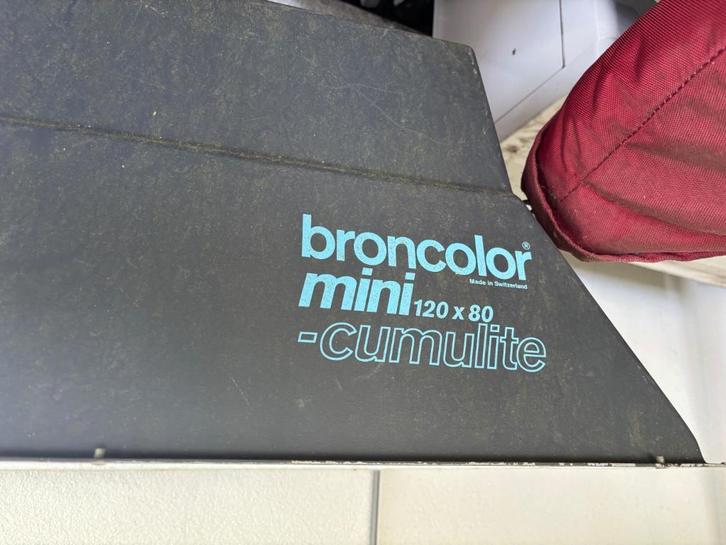 broncolor®
Made in Switzerland
mini 120 x 80
-cumulite